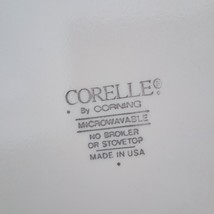 CORELLE®
By CORNING
MICROWAVABLE
NO BROILER
OR STOVETOP
MADE IN USA